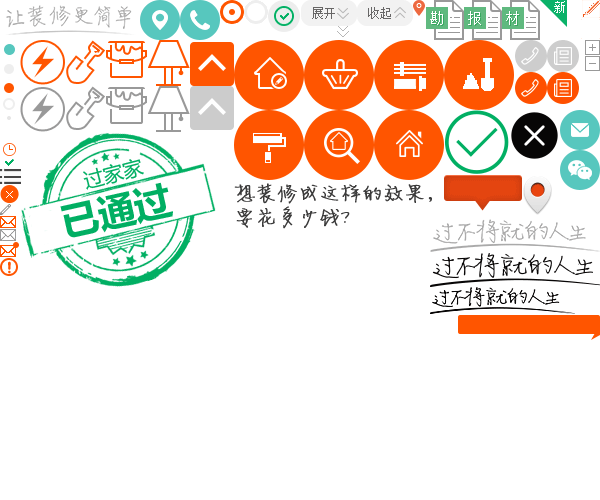 让装修更简单
展开
收起
勘
报
材
新
过家家
已通过
想装修成这样的效果，
要花多少钱？
过不将就的人生
过不将就的人生
过不将就的人生